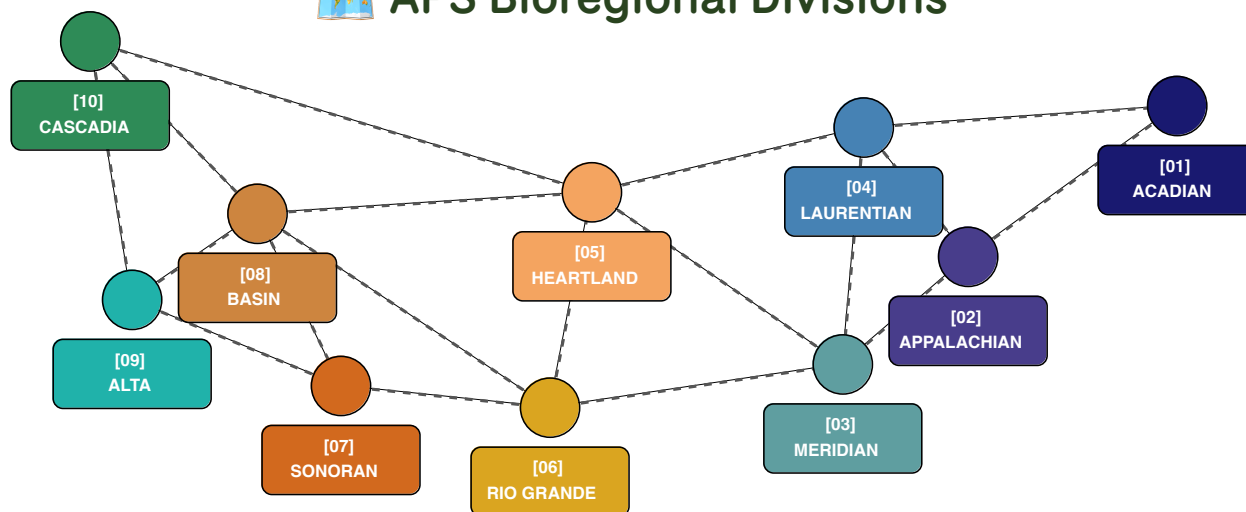 APS Bioregional Divisions
[10]
CASCADIA
[04]
LAURENTIAN
[01]
ACADIAN
[05]
HEARTLAND
[08]
BASIN
[02]
APPALACHIAN
[09]
ALTA
[03]
MERIDIAN
[07]
SONORAN
[06]
RIO GRANDE